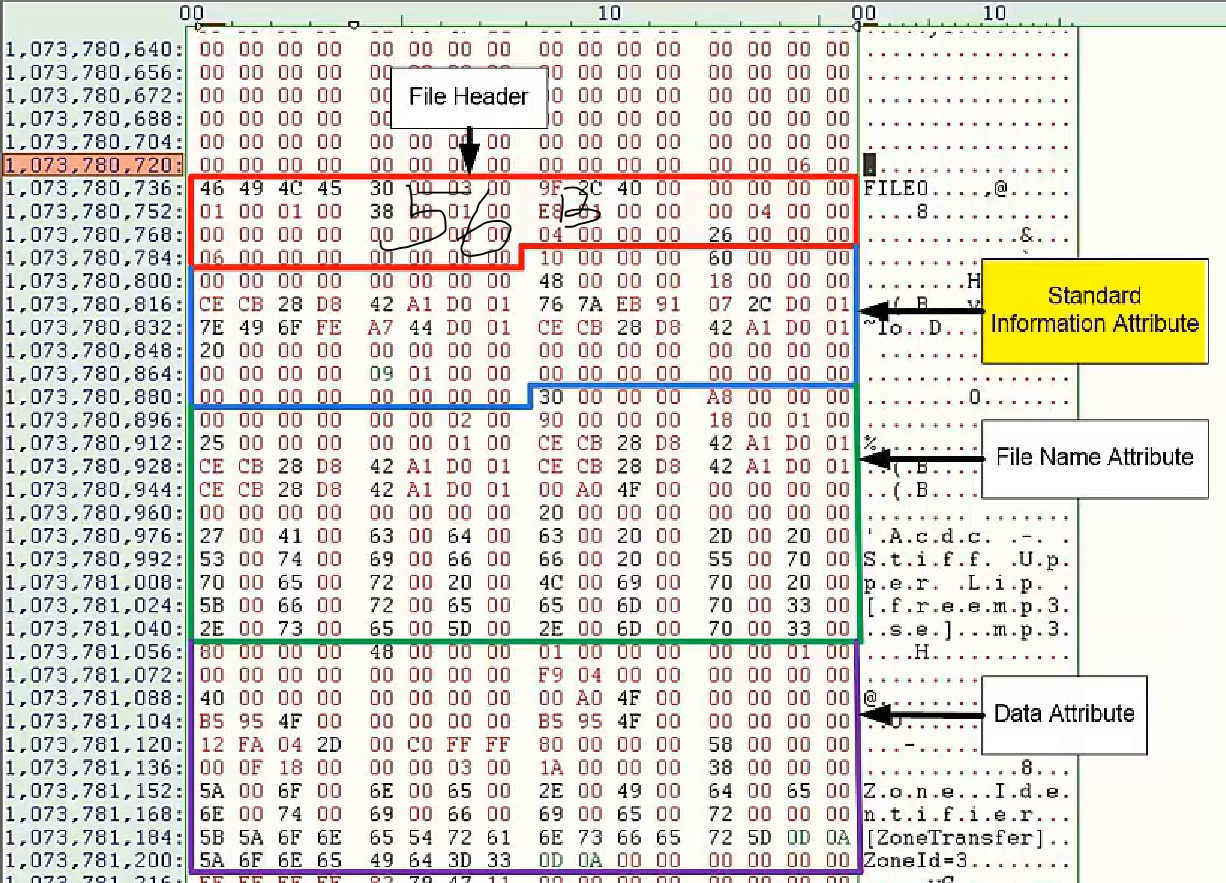 00 10 00 10
1,073,780,640: 00 00 00 00 00 00 00 00 00 00 00 00 00 00 00 00 ................
1,073,780,656: 00 00 00 00 00 00 00 00 00 00 00 ................
1,073,780,672: 00 00 00 00 00 00 00 00 00 00 00 ................
File Header
1,073,780,688: 00 00 00 00 00 00 00 00 00 00 00 ................
1,073,780,704: 00 00 00 00 00 00 00 00 00 00 00 00 00 00 00 ................
1,073,780,720: 00 00 00 00 00 00 00 00 00 00 00 00 00 00 06 00
1,073,780,736: 46 49 4C 45 30 00 03 00 9F 2C 40 00 00 00 00 00 FILE0....,@
56 B
1,073,780,752: 01 00 01 00 38 00 01 00 E8 01 00 00 00 04 00 00 ....8
1,073,780,768: 00 00 00 00 00 00 00 00 04 00 00 00 26 00 00 00 &
1,073,780,784: 06 00 00 00 00 00 00 00 10 00 00 00 60 00 00 00
1,073,780,800: 00 00 00 00 00 00 00 00 48 00 00 00 18 00 00 00 H
Standard
Information Attribute
1,073,780,816: CE CB 28 D8 42 A1 D0 01 76 7A EB 91 07 2C D0 01
1,073,780,832: 7E 49 6F FE A7 44 D0 01 CE CB 28 D8 42 A1 D0 01 ~Io..D
1,073,780,848: 20 00 00 00 00 00 00 00 00 00 00 00 00 00 00 00
1,073,780,864: 00 00 00 00 09 01 00 00 00 00 00 00 00 00 00 00
1,073,780,880: 00 00 00 00 00 00 00 00 30 00 00 00 A8 00 00 00 0
1,073,780,896: 00 00 00 00 00 00 02 00 90 00 00 00 18 00 01 00
1,073,780,912: 25 00 00 00 00 00 01 00 CE CB 28 D8 42 A1 D0 01 %
File Name Attribute
1,073,780,928: CE CB 28 D8 42 A1 D0 01 CE CB 28 D8 42 A1 D0 01 (.B
1,073,780,944: CE CB 28 D8 42 A1 D0 01 00 A0 4F 00 00 00 00 00 ..(.B
1,073,780,960: 00 00 00 00 00 00 00 00 20 00 00 00 00 00 00 00
1,073,780,976: 27 00 41 00 63 00 64 00 63 00 20 00 2D 00 20 00 '.A.c.d.c. .-. .
1,073,780,992: 53 00 74 00 69 00 66 00 66 00 20 00 55 00 70 00 S.t.i.f.f. .U.p.
1,073,781,008: 70 00 65 00 72 00 20 00 4C 00 69 00 70 00 20 00 p.e.r. .L.i.p. .
1,073,781,024: 5B 00 66 00 72 00 65 00 65 00 6D 00 70 00 33 00 [.f.r.e.e.m.p.3.
1,073,781,040: 2E 00 73 00 65 00 5D 00 2E 00 6D 00 70 00 33 00 ..s.e.]...m.p.3.
1,073,781,056: 80 00 00 00 48 00 00 00 01 00 00 00 00 00 01 00 ....H
1,073,781,072: 00 00 00 00 00 00 00 00 F9 04 00 00 00 00 00 00
1,073,781,088: 40 00 00 00 00 00 00 00 00 A0 4F 00 00 00 00 00 @
Data Attribute
1,073,781,104: B5 95 4F 00 00 00 00 00 B5 95 4F 00 00 00 00 00
1,073,781,120: 12 FA 04 2D 00 C0 FF FF 80 00 00 00 58 00 00 00 ...-
1,073,781,136: 00 0F 18 00 00 00 03 00 1A 00 00 00 38 00 00 00 ............8...
1,073,781,152: 5A 00 6F 00 6E 00 65 00 2E 00 49 00 64 00 65 00 Z.o.n.e...I.d.e.
1,073,781,168: 6E 00 74 00 69 00 66 00 69 00 65 00 72 00 00 00 n.t.i.f.i.e.r...
1,073,781,184: 5B 5A 6F 6E 65 54 72 61 6E 73 66 65 72 5D 0D 0A [ZoneTransfer]..
1,073,781,200: 5A 6F 6E 65 49 64 3D 33 0D 0A 00 00 00 00 00 00 ZoneId=3........